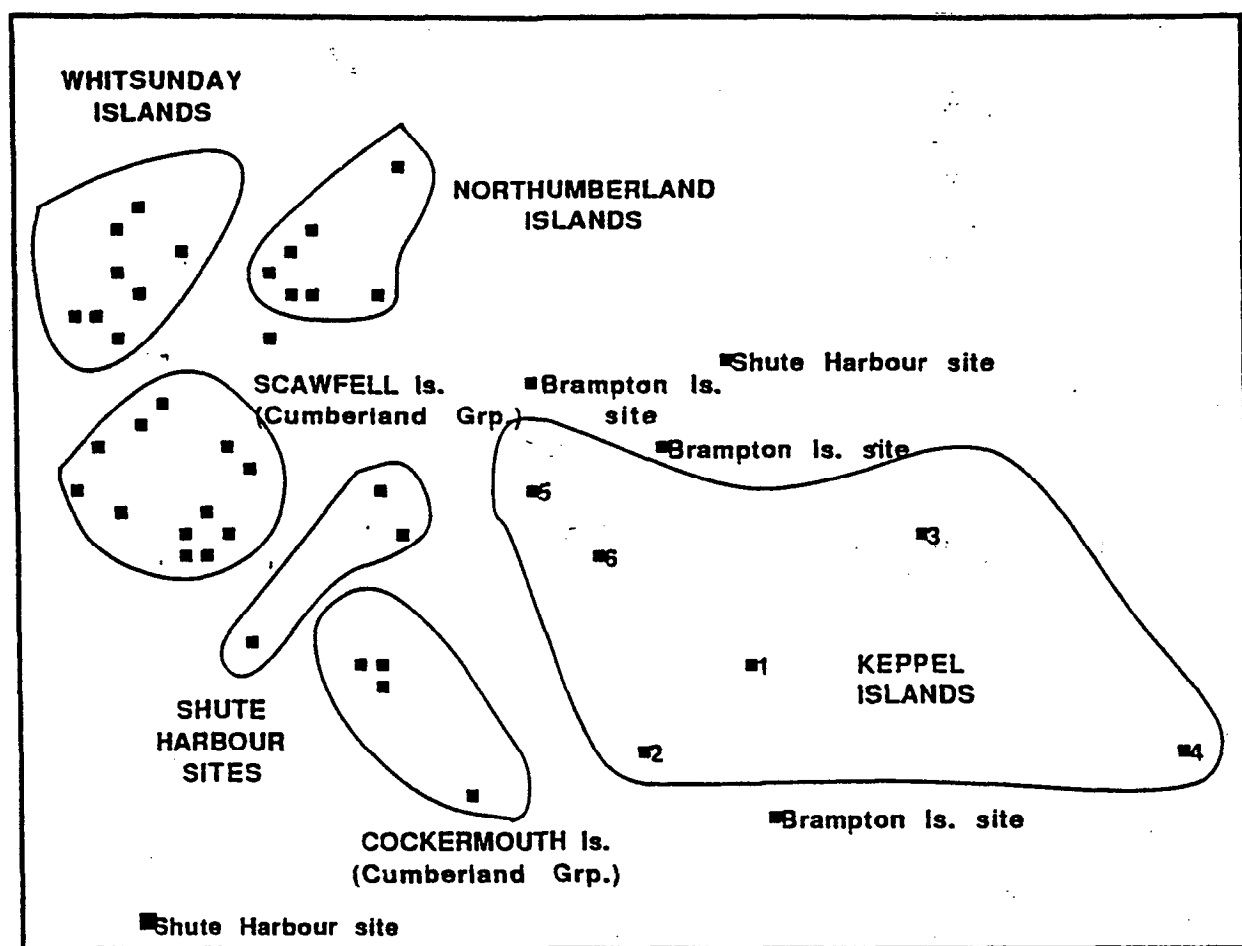 WHITSUNDAY
ISLANDS
NORTHUMBERLAND
ISLANDS
Shute Harbour site
SCAWFELL Is.
(Cumberland Grp.)
Brampton Is.
site
Brampton Is. site
5
3
6
1
KEPPEL
ISLANDS
SHUTE
HARBOUR
SITES
2
4
Brampton Is. site
COCKERMOUTH Is.
(Cumberland Grp.)
Shute Harbour site